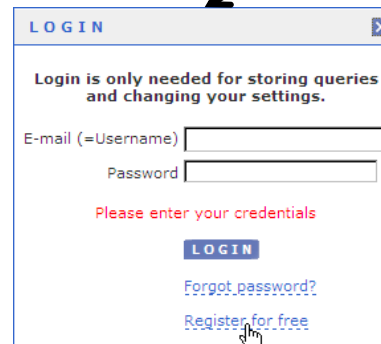 LOGIN
Login is only needed for storing queries
and changing your settings.
E-mail (=Username)
Password
Please enter your credentials
LOGIN
Forgot password?
Register for free